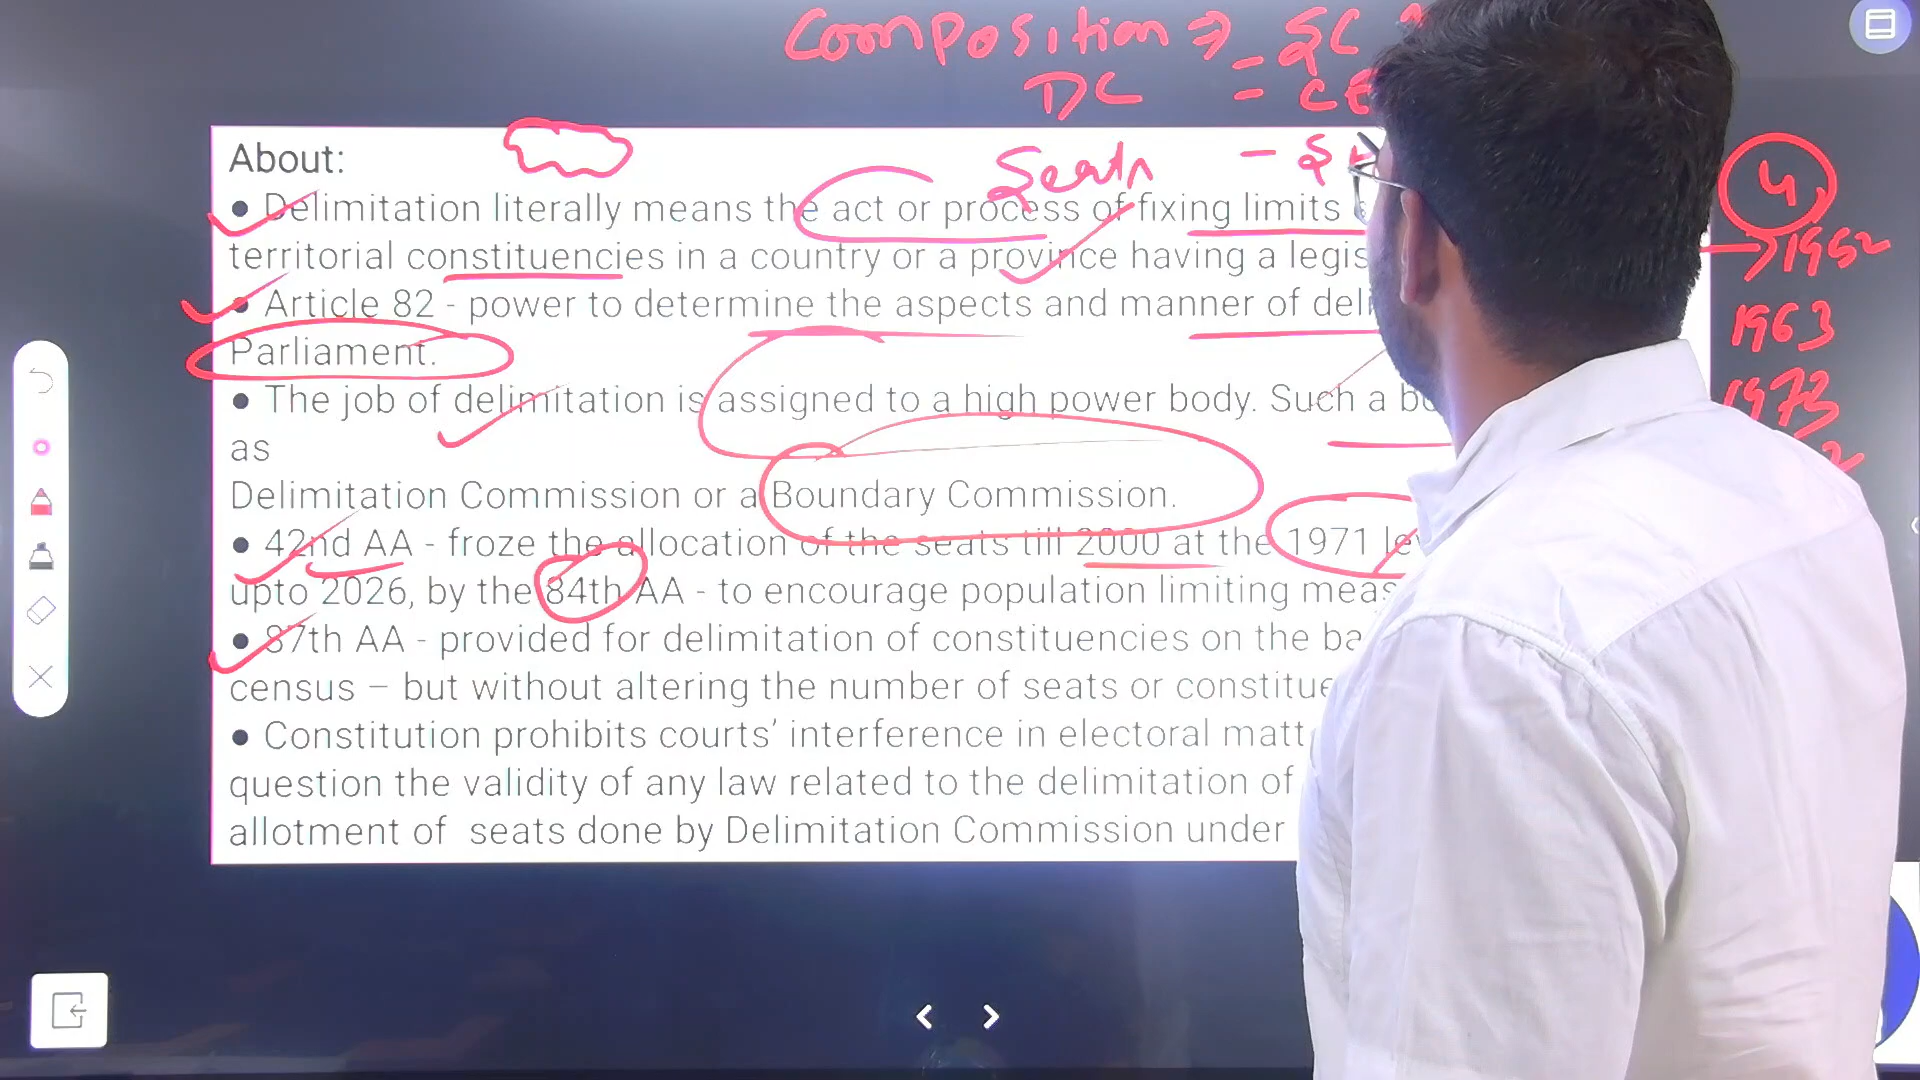 Composition ⇒ - SC
DC - CE
Seats
About:
● Delimitation literally means the act or process of fixing limits
territorial constituencies in a country or a province having a legis
● Article 82 - power to determine the aspects and manner of deli
Parliament.
● The job of delimitation is assigned to a high power body. Such a bo
as
Delimitation Commission or a Boundary Commission.
● 42nd AA - froze the allocation of the seats till 2000 at the 1971 le
upto 2026, by the 84th AA - to encourage population limiting meas
● 87th AA - provided for delimitation of constituencies on the ba
census – but without altering the number of seats or constitue
● Constitution prohibits courts’ interference in electoral matt
question the validity of any law related to the delimitation of
allotment of seats done by Delimitation Commission under
4
→ 1952
1963
1973
2